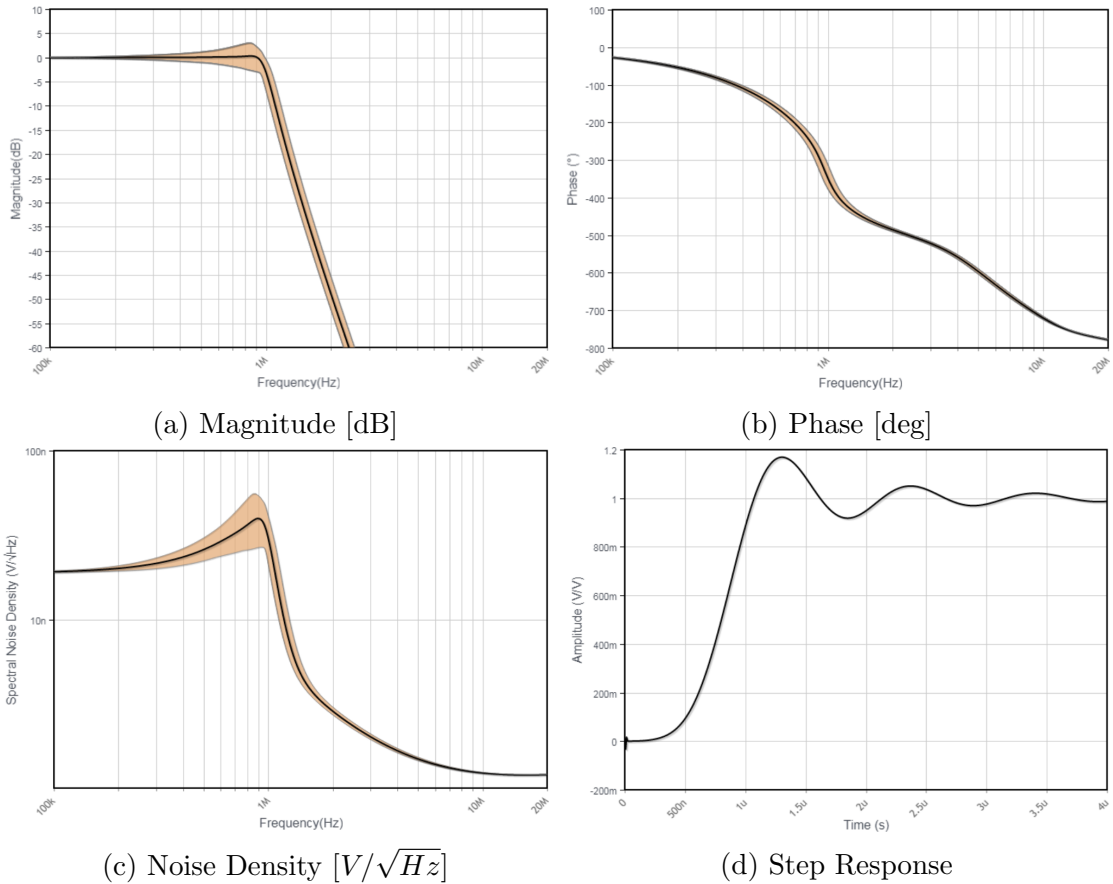 10
5
0
-5
-10
-15
-20
-25
-30
-35
-40
-45
-50
-55
-60
Magnitude(dB)
100k
1M
10M
20M
Frequency(Hz)
(a) Magnitude [dB]
100
0
-100
-200
-300
-400
-500
-600
-700
-800
Phase (°)
100k
1M
10M
20M
Frequency(Hz)
(b) Phase [deg]
100n
10n
Spectral Noise Density (V/√Hz)
100k
1M
10M
20M
Frequency(Hz)
(c) Noise Density [V/√Hz]
1.2
1
800m
600m
400m
200m
0
-200m
Amplitude (V/V)
0
500n
1u
1.5u
2u
2.5u
3u
3.5u
4u
Time (s)
(d) Step Response